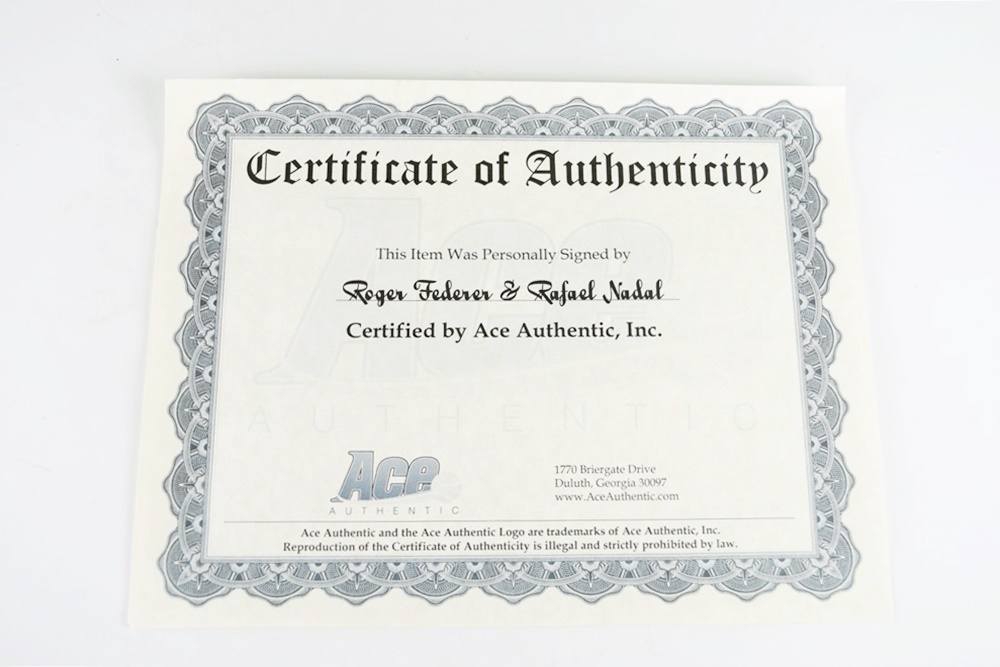 Certificate of Authenticity
This Item Was Personally Signed by
Roger Federer & Rafael Nadal
Certified by Ace Authentic, Inc.
Ace
AUTHENTIC
Ace
AUTHENTIC
1770 Briergate Drive
Duluth, Georgia 30097
www.AceAuthentic.com
Ace Authentic and the Ace Authentic Logo are trademarks of Ace Authentic, Inc.
Reproduction of the Certificate of Authenticity is illegal and strictly prohibited by law.